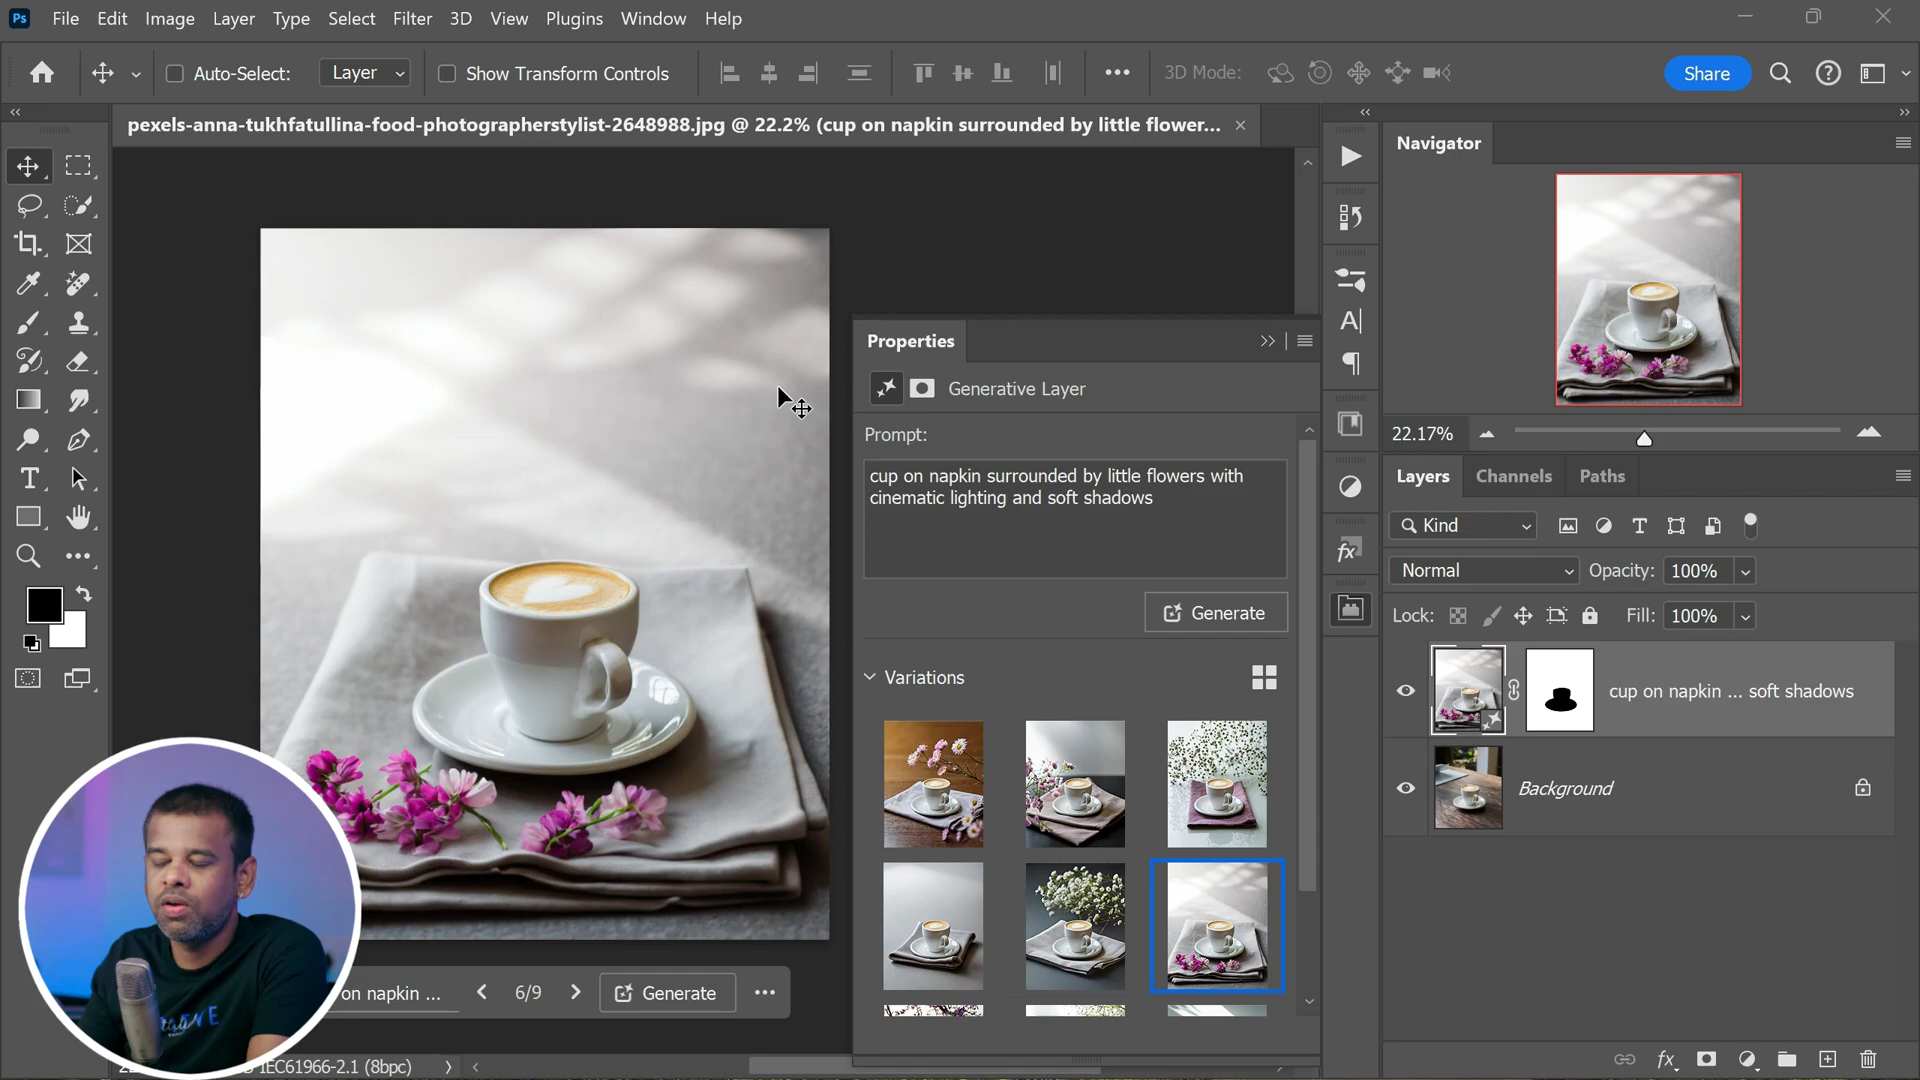 Ps File Edit Image Layer Type Select Filter 3D View Plugins Window Help
Auto-Select: Layer Show Transform Controls 3D Mode: Share
pexels-anna-tukhfatullina-food-photographerstylist-2648988.jpg @ 22.2% (cup on napkin surrounded by little flower...
Navigator
Properties
Generative Layer
Prompt:
cup on napkin surrounded by little flowers with
cinematic lighting and soft shadows
Generate
Variations
on napkin ... 6/9 Generate
IEC61966-2.1 (8bpc)
22.17%
Layers Channels Paths
Kind
Normal Opacity: 100%
Lock: Fill: 100%
cup on napkin ... soft shadows
Background